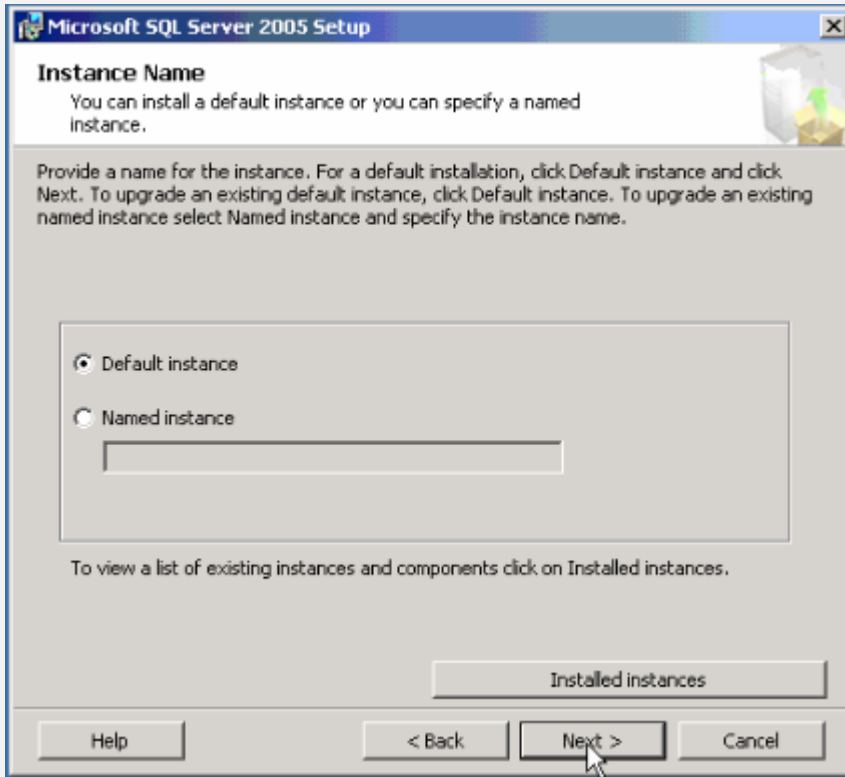 Microsoft SQL Server 2005 Setup
Instance Name
You can install a default instance or you can specify a named
instance.
Provide a name for the instance. For a default installation, click Default instance and click
Next. To upgrade an existing default instance, click Default instance. To upgrade an existing
named instance select Named instance and specify the instance name.
Default instance
Named instance
To view a list of existing instances and components click on Installed instances.
Installed instances
Help
< Back
Next >
Cancel